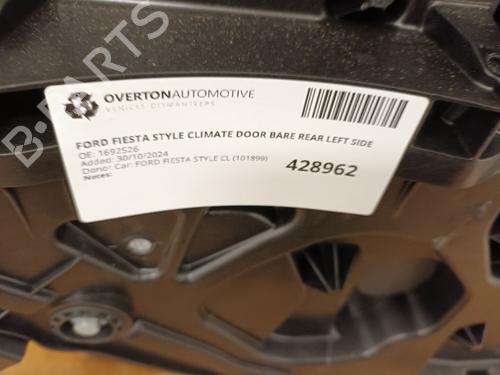 B-PARTS
OVERTONAUTOMOTIVE
VEHICLE DISMANTLERS
FORD FIESTA STYLE CLIMATE DOOR BARE REAR LEFT SIDE
OE: 1692526
Added: 30/10/2024
Donor Car: FORD FIESTA STYLE CL (101899)
Notes:
428962